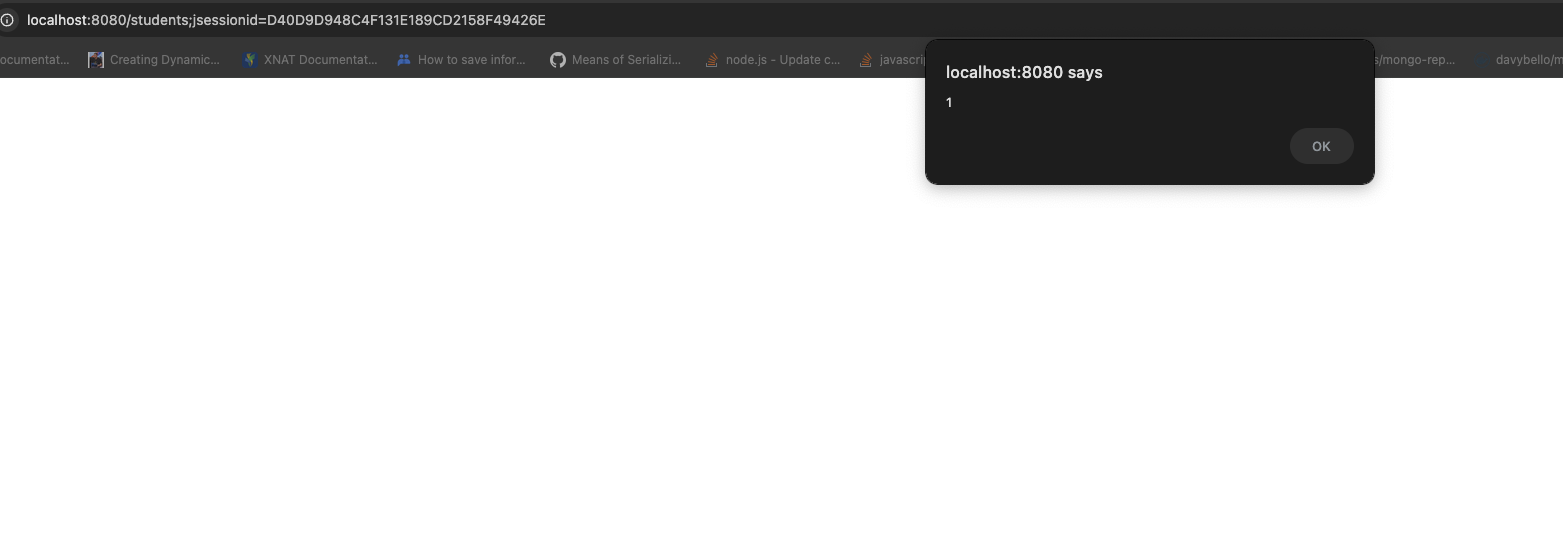 localhost:8080/students;jsessionid=D40D9D948C4F131E189CD2158F49426E
ocumentat... Creating Dynamic... XNAT Documentat... How to save infor... Means of Serializi... node.js - Update c... javascri s/mongo-rep... davybello/m
localhost:8080 says
1
OK